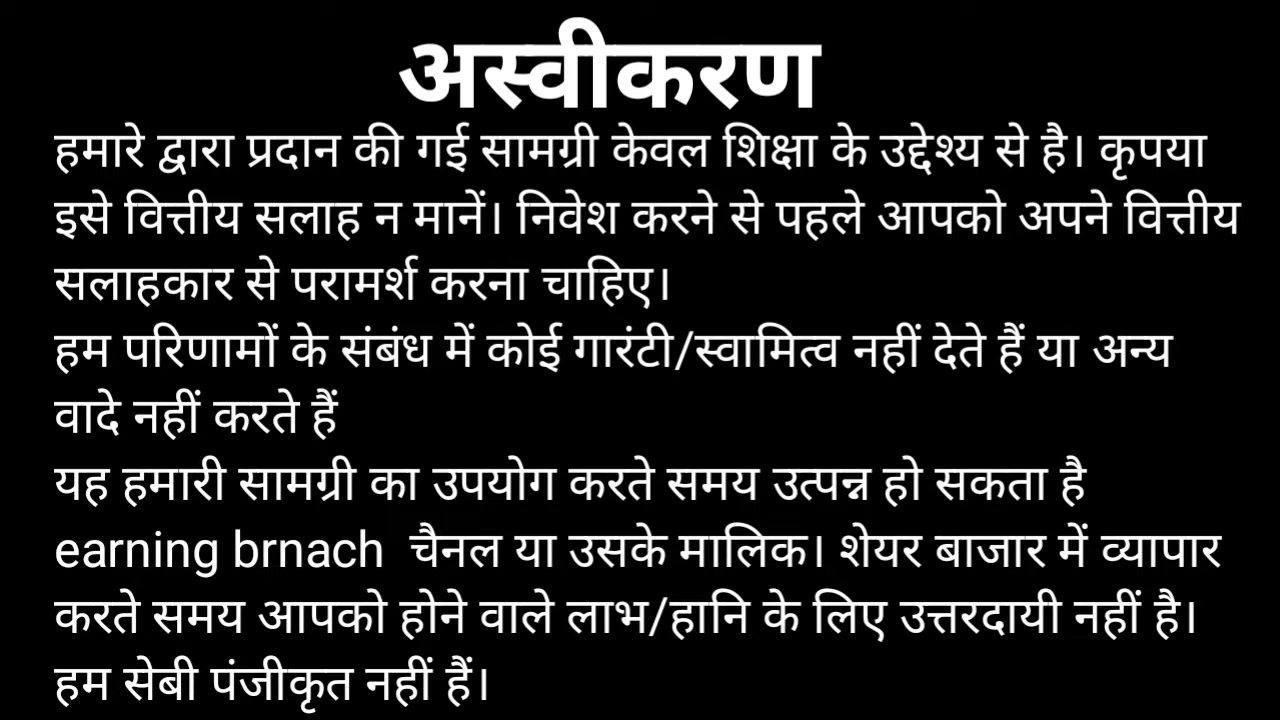 अस्वीकरण
हमारे द्वारा प्रदान की गई सामग्री केवल शिक्षा के उद्देश्य से है। कृपया
इसे वित्तीय सलाह न मानें। निवेश करने से पहले आपको अपने वित्तीय
सलाहकार से परामर्श करना चाहिए।
हम परिणामों के संबंध में कोई गारंटी/स्वामित्व नहीं देते हैं या अन्य
वादे नहीं करते हैं
यह हमारी सामग्री का उपयोग करते समय उत्पन्न हो सकता है
earning brnach चैनल या उसके मालिक। शेयर बाजार में व्यापार
करते समय आपको होने वाले लाभ/हानि के लिए उत्तरदायी नहीं है।
हम सेबी पंजीकृत नहीं हैं।